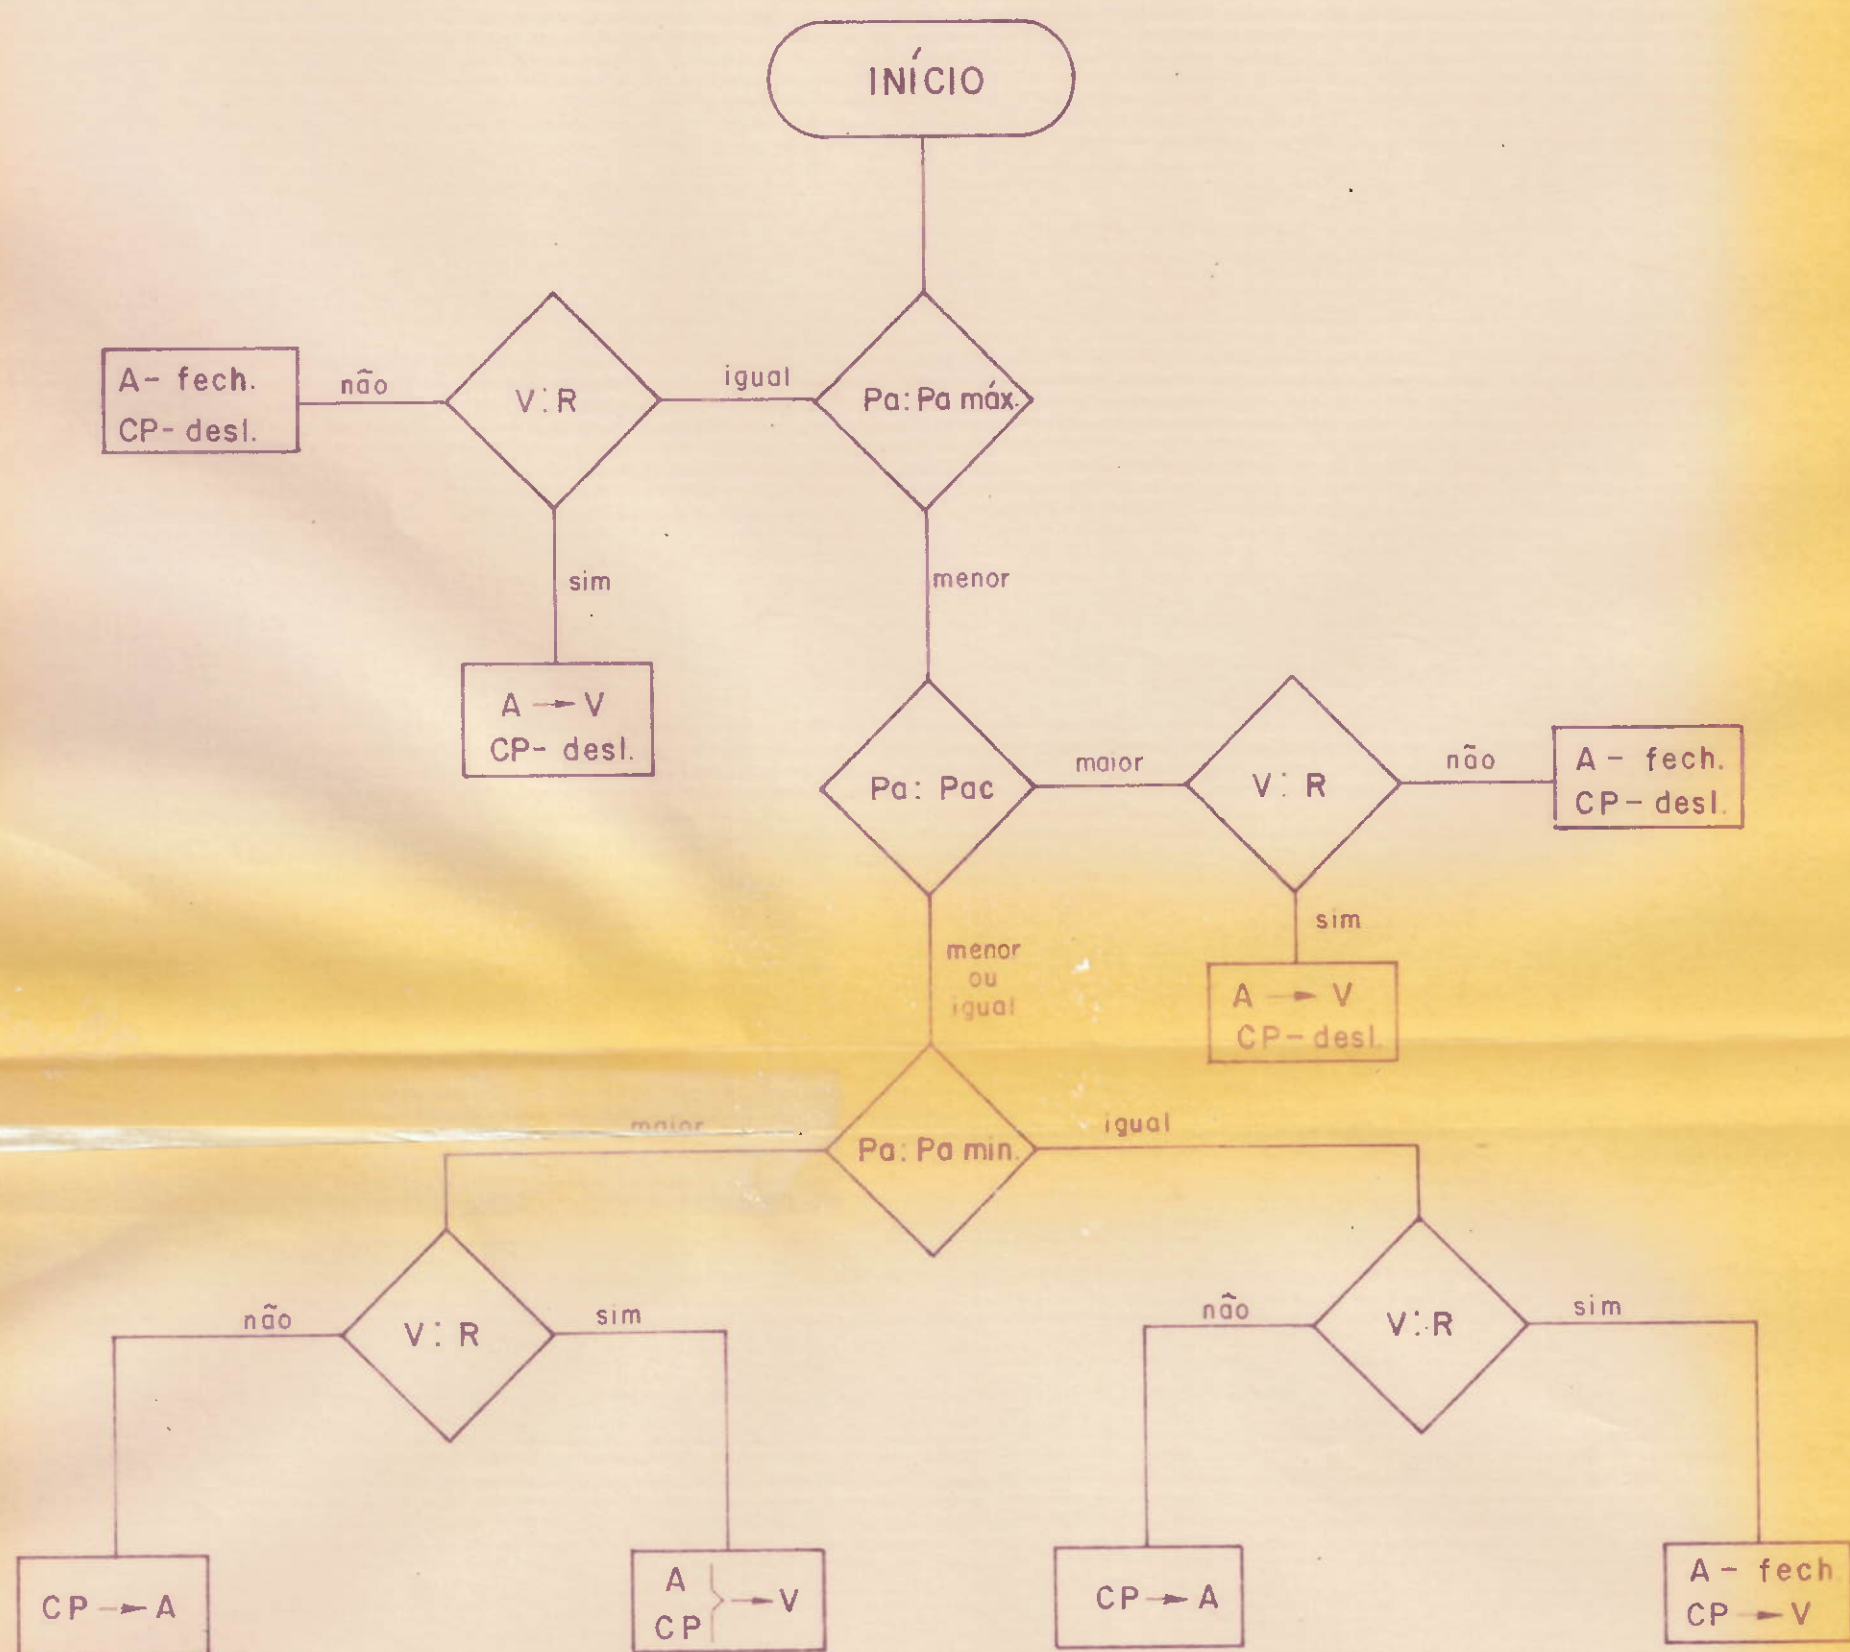 INÍCIO
A- fech.
CP- desl.
não
V:R
igual
Pa: Pa máx.
sim
menor
A → V
CP- desl.
Pa: Pac
maior
V: R
não
A - fech.
CP - desl.
sim
menor
ou
igual
A → V
CP - desl.
maior
Pa: Pa min.
igual
não
V: R
sim
não
V: R
sim
CP → A
A
CP } → V
CP → A
A - fech
CP → V